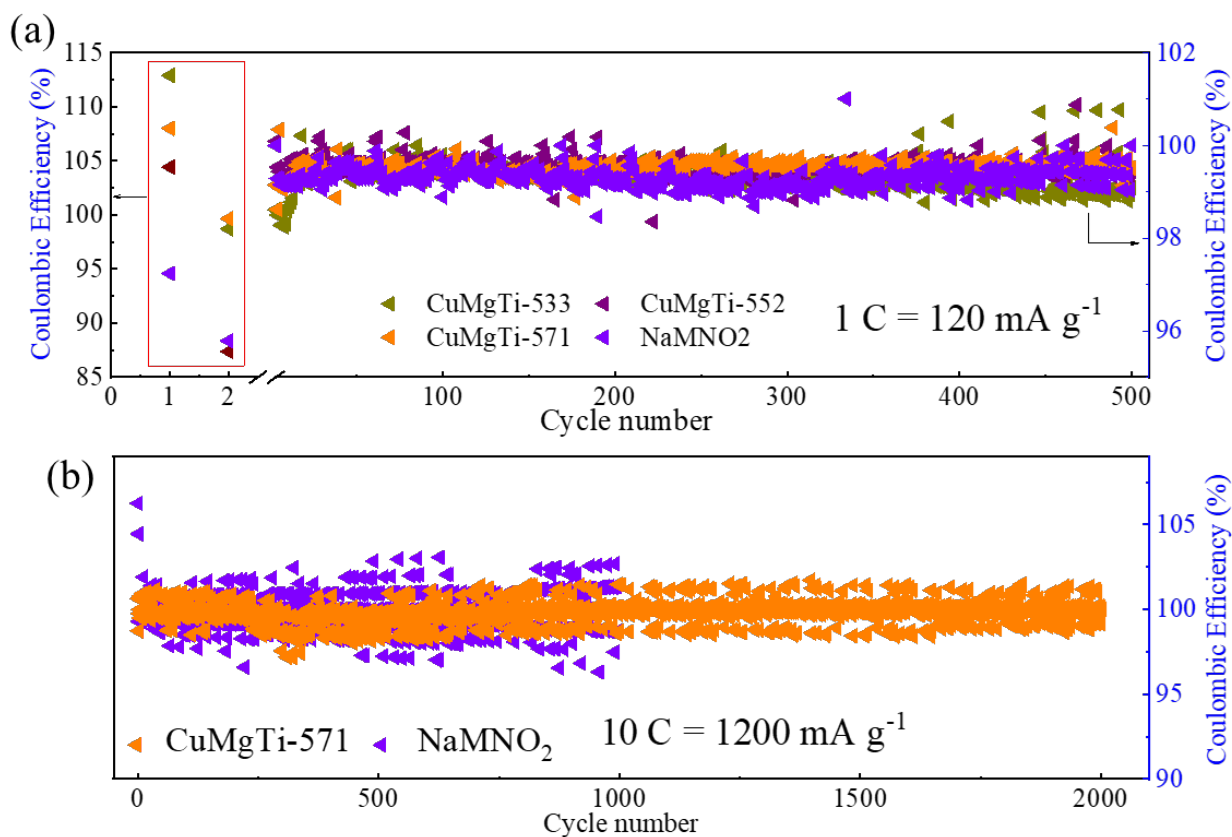 (a)
115
110
105
100
95
90
85
Coulombic Efficiency (%)
102
100
98
96
Coulombic Efficiency (%)
CuMgTi-533
CuMgTi-552
CuMgTi-571
NaMNO2
1 C = 120 mA g-1
0 1 2 100 200 300 400 500
Cycle number
(b)
105
100
95
90
Coulombic Efficiency (%)
CuMgTi-571
NaMNO2
10 C = 1200 mA g-1
0 500 1000 1500 2000
Cycle number